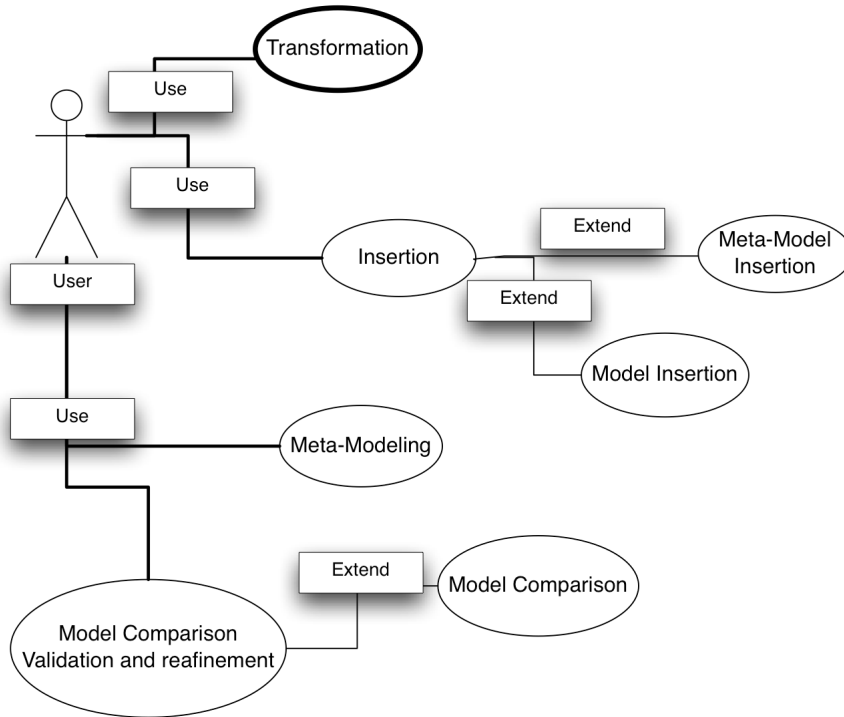 Transformation
Use
Use
Extend
Meta-Model
Insertion
Insertion
User
Extend
Model Insertion
Use
Meta-Modeling
Extend
Model Comparison
Model Comparison
Validation and reafinement